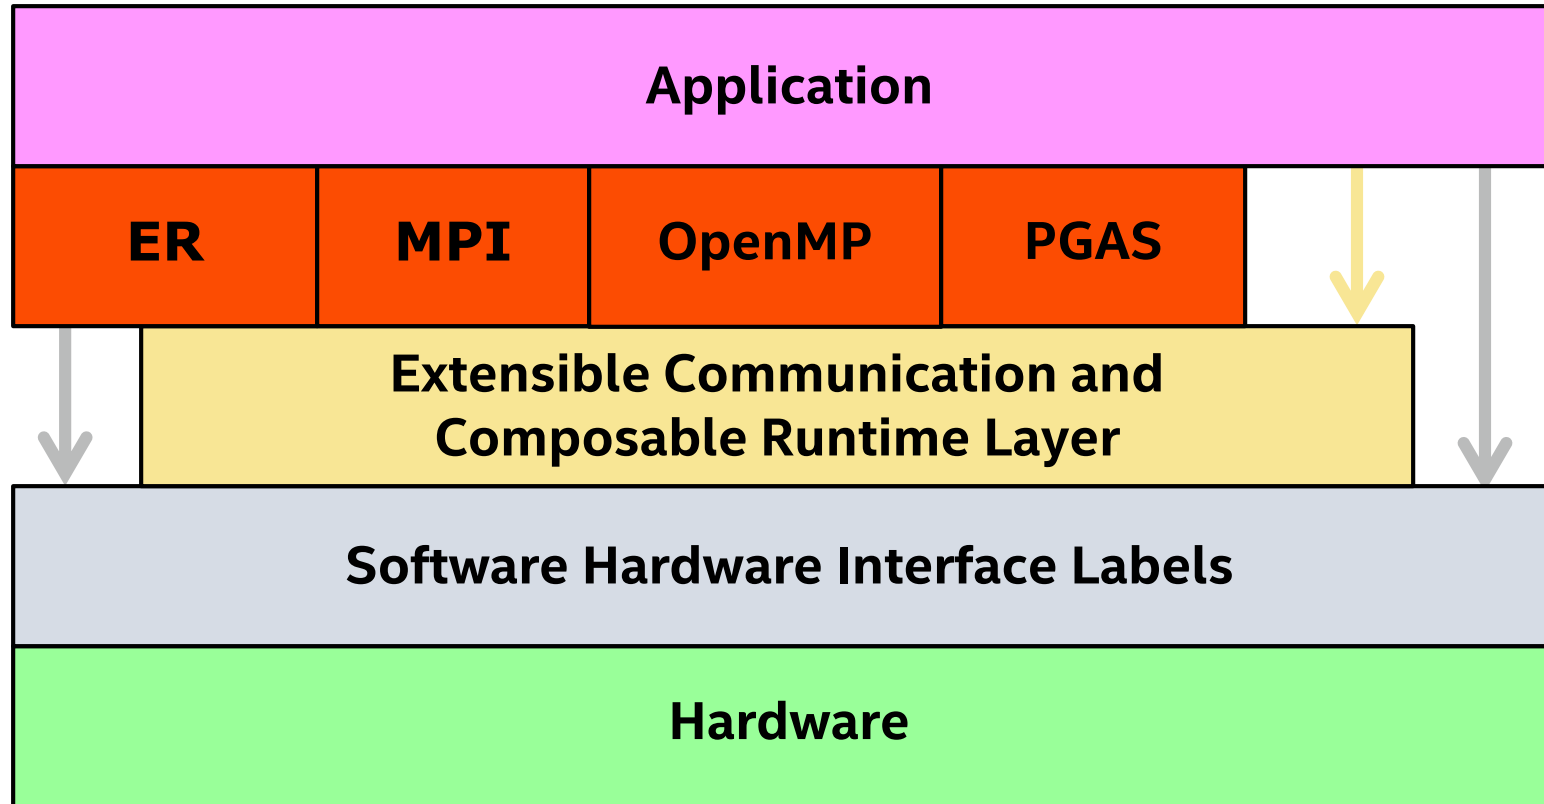 Application
ER
MPI
OpenMP
PGAS
Extensible Communication and
Composable Runtime Layer
Software Hardware Interface Labels
Hardware